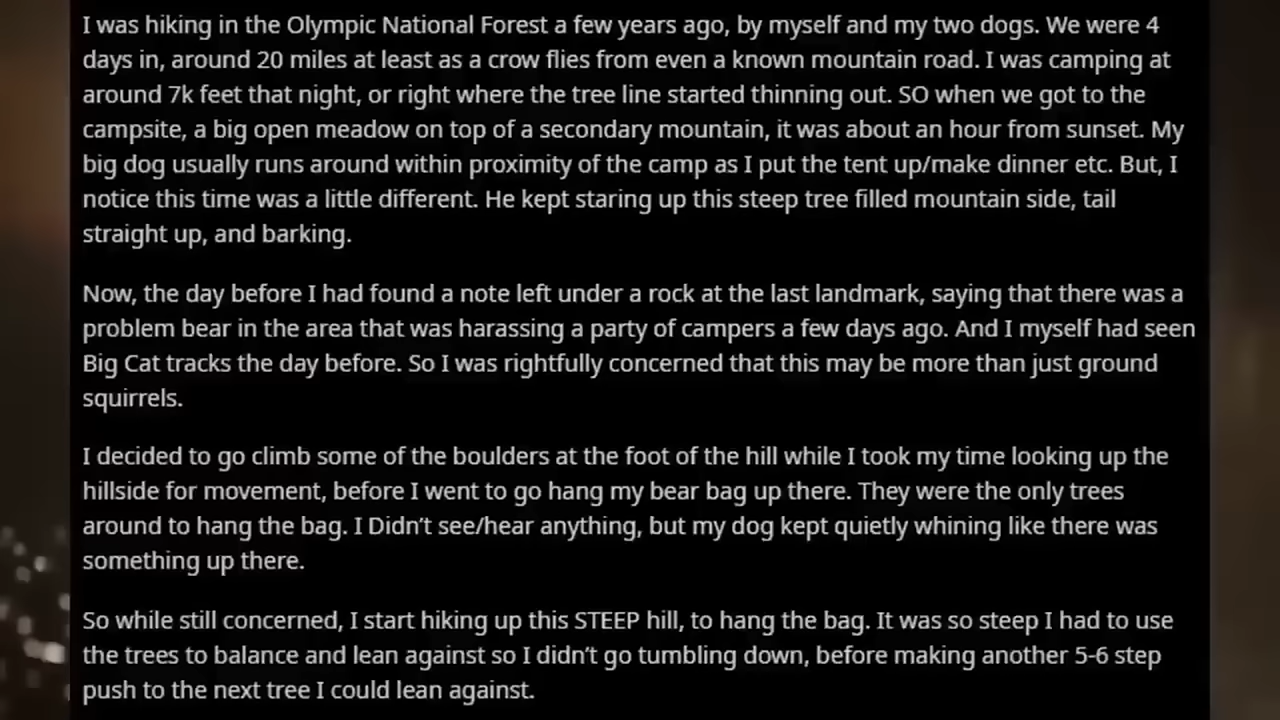 I was hiking in the Olympic National Forest a few years ago, by myself and my two dogs. We were 4
days in, around 20 miles at least as a crow flies from even a known mountain road. I was camping at
around 7k feet that night, or right where the tree line started thinning out. SO when we got to the
campsite, a big open meadow on top of a secondary mountain, it was about an hour from sunset. My
big dog usually runs around within proximity of the camp as I put the tent up/make dinner etc. But, I
notice this time was a little different. He kept staring up this steep tree filled mountain side, tail
straight up, and barking.
Now, the day before I had found a note left under a rock at the last landmark, saying that there was a
problem bear in the area that was harassing a party of campers a few days ago. And I myself had seen
Big Cat tracks the day before. So I was rightfully concerned that this may be more than just ground
squirrels.
I decided to go climb some of the boulders at the foot of the hill while I took my time looking up the
hillside for movement, before I went to go hang my bear bag up there. They were the only trees
around to hang the bag. I Didn’t see/hear anything, but my dog kept quietly whining like there was
something up there.
So while still concerned, I start hiking up this STEEP hill, to hang the bag. It was so steep I had to use
the trees to balance and lean against so I didn’t go tumbling down, before making another 5-6 step
push to the next tree I could lean against.